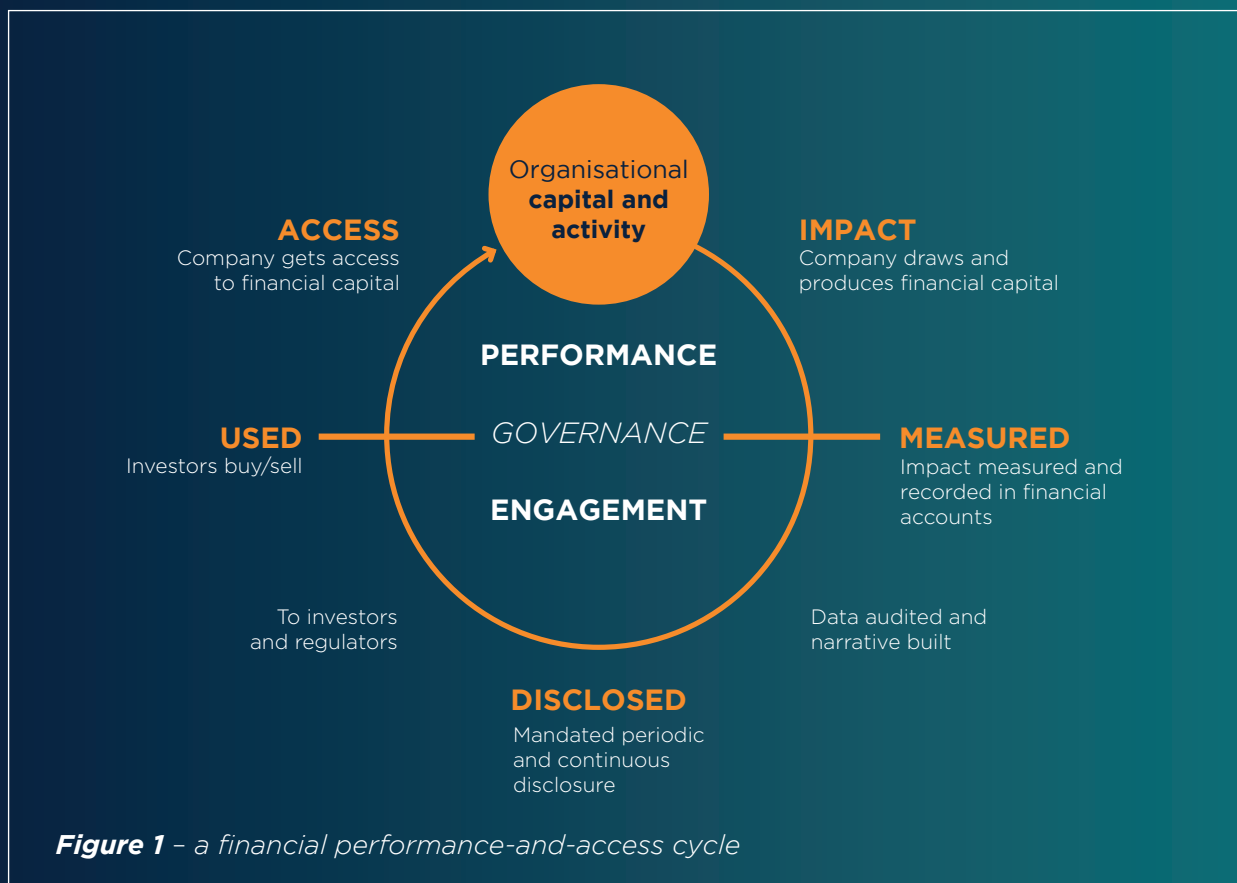 Organisational
capital and
activity
ACCESS
Company gets access
to financial capital
IMPACT
Company draws and
produces financial capital
PERFORMANCE
USED
Investors buy/sell
GOVERNANCE
MEASURED
Impact measured and
recorded in financial
accounts
ENGAGEMENT
To investors
and regulators
Data audited and
narrative built
DISCLOSED
Mandated periodic
and continuous
disclosure
Figure 1 – a financial performance-and-access cycle